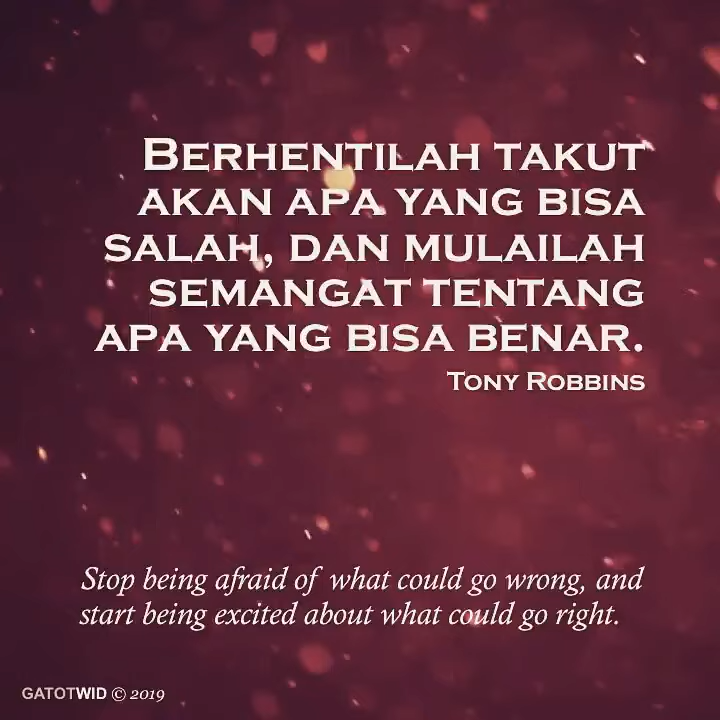 BERHENTILAH TAKUT
AKAN APA YANG BISA
SALAH, DAN MULAILAH
SEMANGAT TENTANG
APA YANG BISA BENAR.
TONY ROBBINS
Stop being afraid of what could go wrong, and
start being excited about what could go right.
GATOTWID © 2019